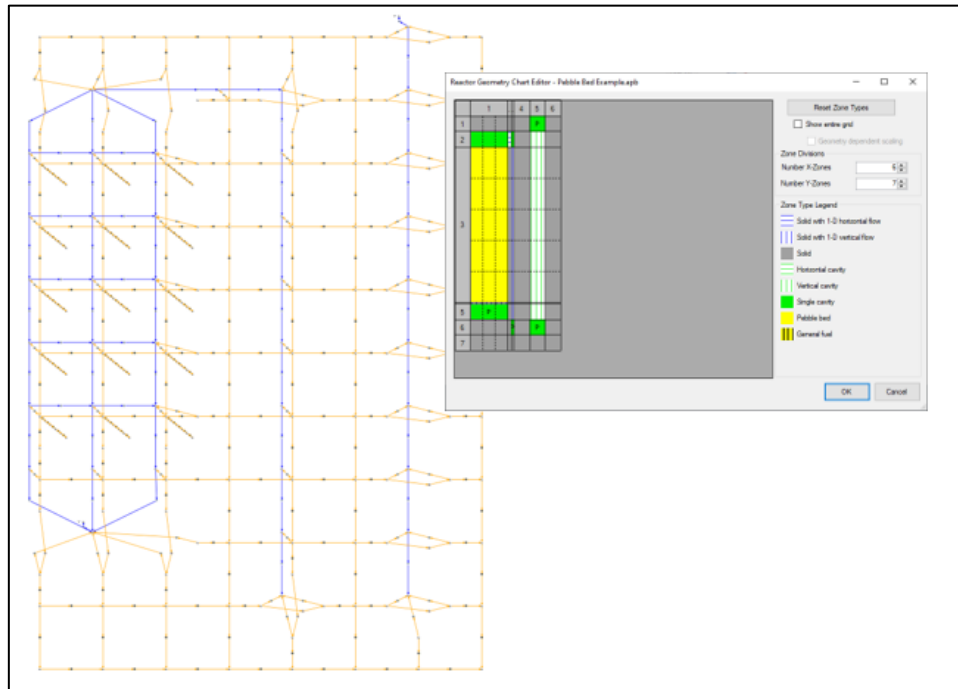 Reactor Geometry Chart Editor - Pebble Bed Example.apb
1 4 5 6
1 P
2
3
5 P
6 P
7
Reset Zone Types
Show entire grid
Geometry dependent scaling
Zone Divisions
Number X-Zones 6
Number Y-Zones 7
Zone Type Legend
Solid with 1-D horizontal flow
Solid with 1-D vertical flow
Solid
Horizontal cavity
Vertical cavity
Single cavity
Pebble bed
General fuel
OK Cancel